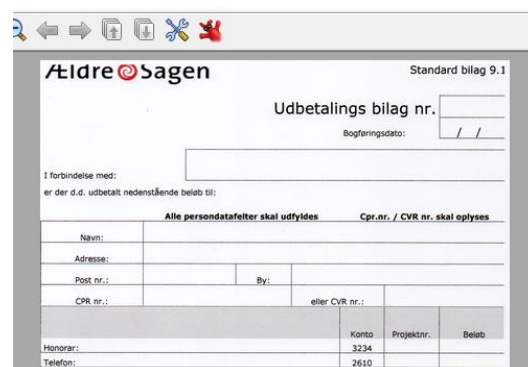 ÆldreSagen
Standard bilag 9.1
Udbetalings bilag nr.
Bogføringsdato:
/ /
I forbindelse med:
er der d.d. udbetalt nedenstående beløb til:
Alle persondatafelter skal udfyldes Cpr.nr. / CVR nr. skal oplyses
Navn:
Adresse:
Post nr.: By:
CPR nr.: eller CVR nr.:
Konto Projektnr. Beløb
Honorar: 3234
Telefon: 2610